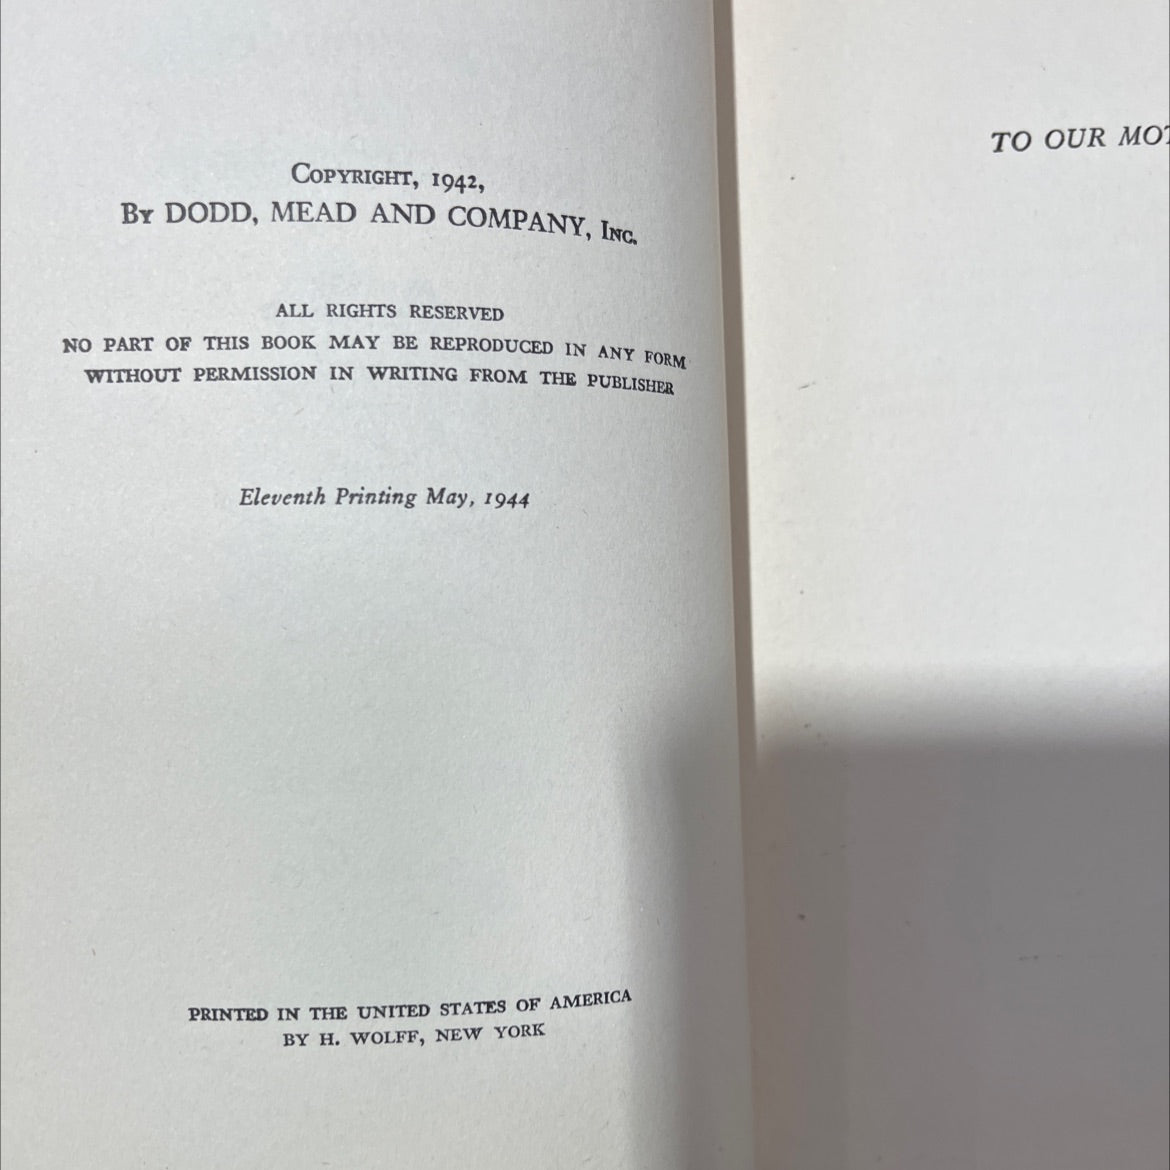 COPYRIGHT, 1942,
BY DODD, MEAD AND COMPANY, INC.
ALL RIGHTS RESERVED
NO PART OF THIS BOOK MAY BE REPRODUCED IN ANY FORM
WITHOUT PERMISSION IN WRITING FROM THE PUBLISHER
Eleventh Printing May, 1944
PRINTED IN THE UNITED STATES OF AMERICA
BY H. WOLFF, NEW YORK
TO OUR